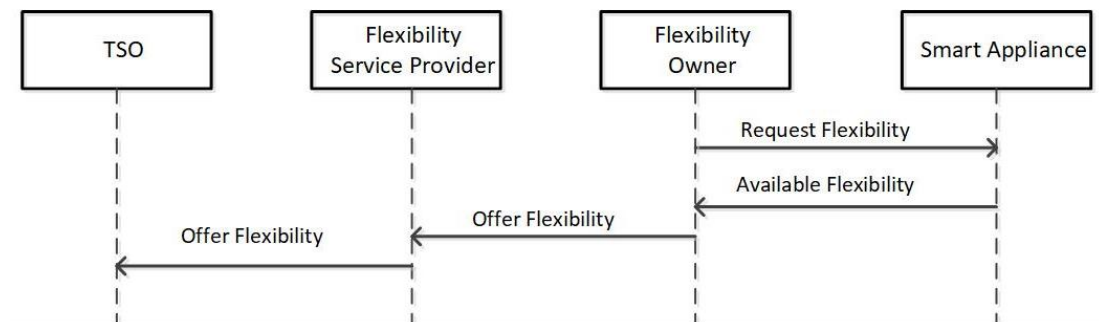 TSO
Flexibility
Service Provider
Flexibility
Owner
Smart Appliance
Request Flexibility
Available Flexibility
Offer Flexibility
Offer Flexibility